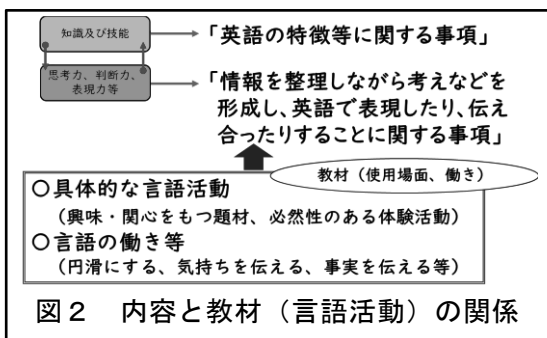 知識及び技能
「英語の特徴等に関する事項」
思考力、判断力、
表現力等
「情報を整理しながら考えなどを
形成し、英語で表現したり、伝え
合ったりすることに関する事項」
教材（使用場面、働き）
○具体的な言語活動
（興味・関心をもつ題材、必然性のある体験活動）
○言語の働き等
（円滑にする、気持ちを伝える、事実を伝える等）
図２　内容と教材（言語活動）の関係